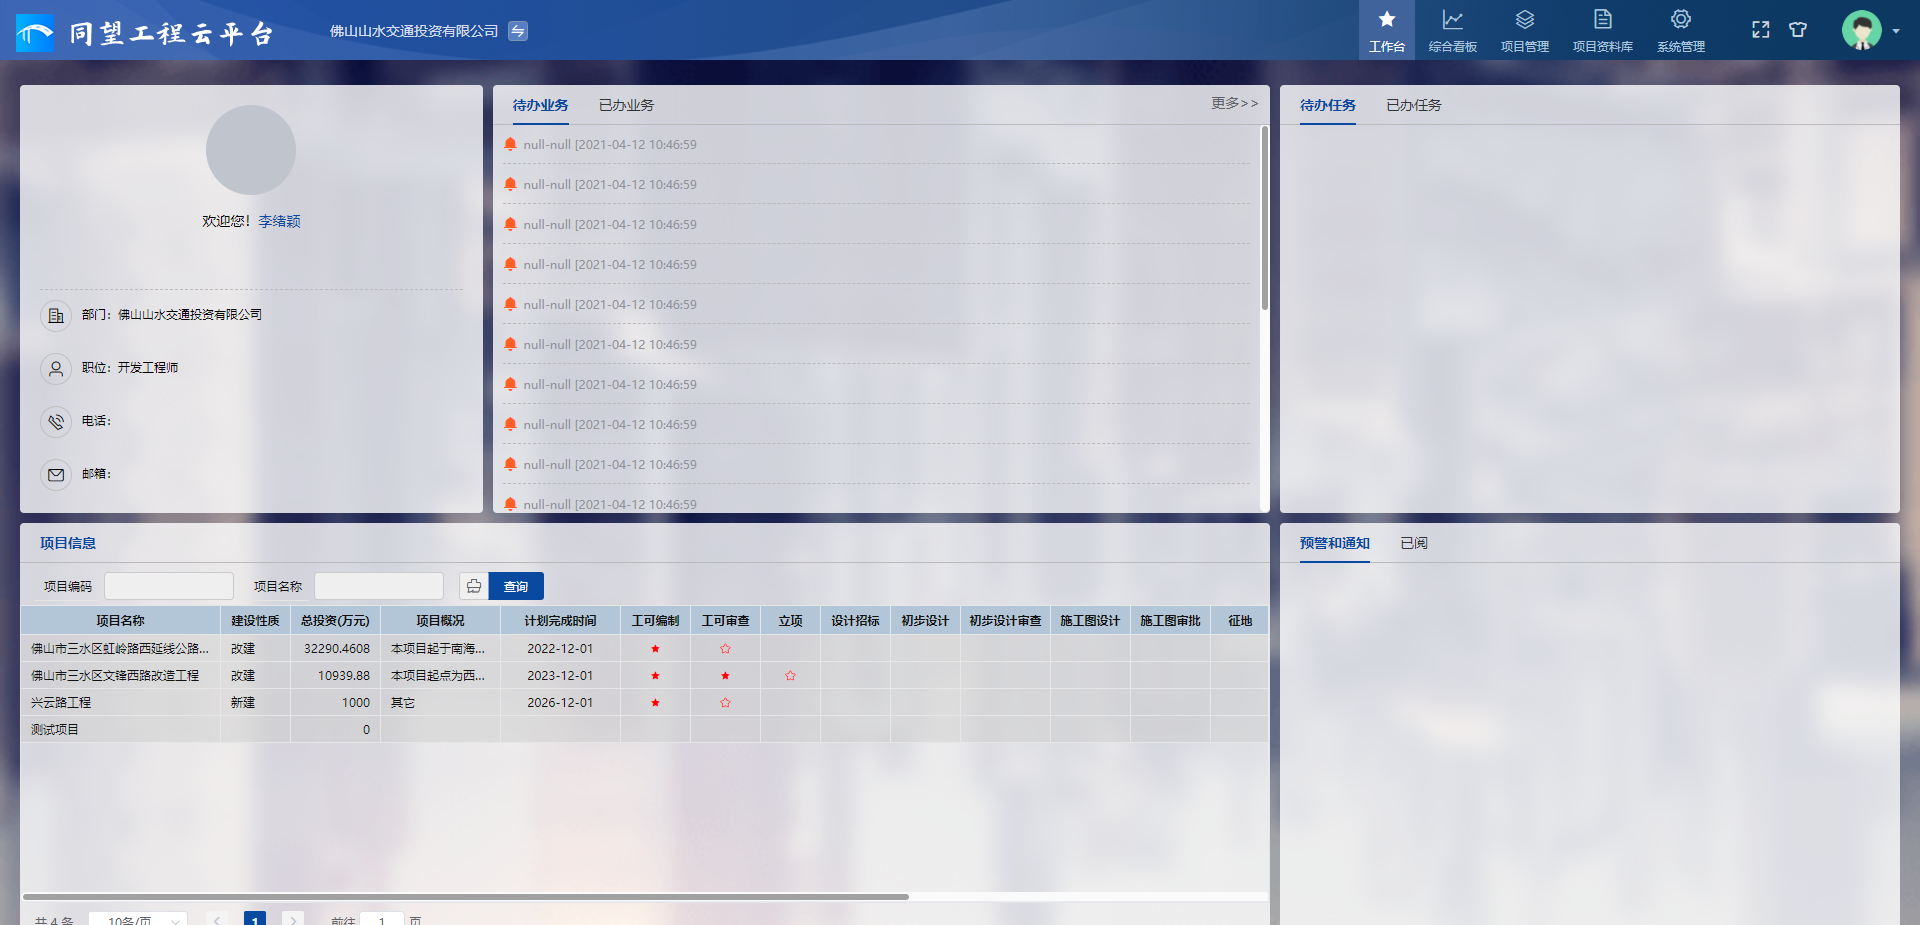 同望工程云平台
佛山山水交通投资有限公司
工作台
综合看板
项目管理
项目资料库
系统管理
欢迎您！李绪颖
部门：佛山山水交通投资有限公司
职位：开发工程师
电话：
邮箱：
待办业务 已办业务 更多>>
null-null [2021-04-12 10:46:59
null-null [2021-04-12 10:46:59
null-null [2021-04-12 10:46:59
null-null [2021-04-12 10:46:59
null-null [2021-04-12 10:46:59
null-null [2021-04-12 10:46:59
null-null [2021-04-12 10:46:59
null-null [2021-04-12 10:46:59
null-null [2021-04-12 10:46:59
null-null [2021-04-12 10:46:59
待办任务 已办任务
项目信息
项目编码 项目名称 查询
项目名称 建设性质 总投资(万元) 项目概况 计划完成时间 工可编制 工可审查 立项 设计招标 初步设计 初步设计审查 施工图设计 施工图审批 征地
佛山市三水区虹岭路西延线公路... 改建 32290.4608 本项目起于南海... 2022-12-01 ★ ☆
佛山市三水区文锋西路改造工程 改建 10939.88 本项目起点为西... 2023-12-01 ★ ★ ☆
兴云路工程 新建 1000 其它 2026-12-01 ★ ☆
测试项目 0
共 4 条 10条/页 1 前往 1 页
预警和通知 已阅